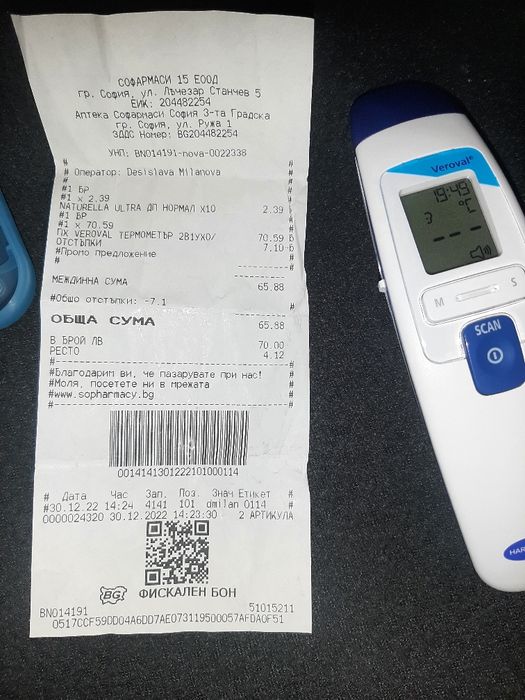 СОФАРМАСИ 15 ЕООД
гр. София, ул. Лъчезар Станчев 5
ЕИК: 204482254
Аптека Софармаси София 3-та Градска
гр. София, ул. Ружа 1
ЗДДС Номер: BG204482254
УНП: BN014191-nova-0022338
# #
# Оператор: Desislava Milanova
#1 БР
#1 x 2.39
NATURELLA ULTRA ДП НОРМАЛ X10 2.39 Б
#1 БР
#1 x 70.59
ПХ VEROVAL ТЕРМОМЕТЪР 2В1УХО/ 70.59 Б
ОТСТЪПКИ 7.10 Б
#Промо предложение #
МЕЖДИННА СУМА 65.88
#Общо отстъпки: -7.1 #
ОБЩА СУМА 65.88
В БРОЙ ЛВ 70.00
РЕСТО 4.12
#Благодарим ви, че пазарувате при нас! #
#Моля, посетете ни в мрежата #
#www.sopharmacy.bg #
0014141301222101000114
# Дата Час Зап. Поз. Знач Етикет #
#30.12.22 14:24 4141 101 dmilan 0114 #
0000024320 30.12.2022 14:23:30 2 АРТИКУЛА
BG ФИСКАЛЕН БОН
BN014191 51015211
0517CCF59DD04A6DD7AE073119500057AFDA0F51
Veroval®
19:49
°C
M S
SCAN
HAR